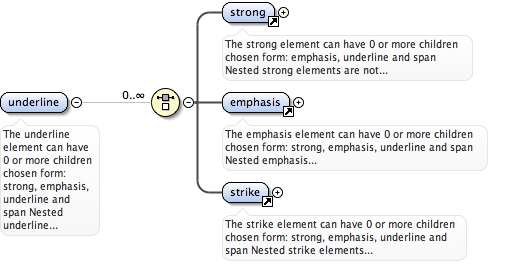 strong
The strong element can have 0 or more children
chosen form: emphasis, underline and span
Nested strong elements are not...
underline
0..∞
The underline
element can have
0 or more children
chosen form:
strong, emphasis,
underline and
span Nested
underline...
emphasis
The emphasis element can have 0 or more children
chosen form: strong, emphasis, underline and span
Nested emphasis...
strike
The strike element can have 0 or more children
chosen form: strong, emphasis, underline and
span Nested strike elements...